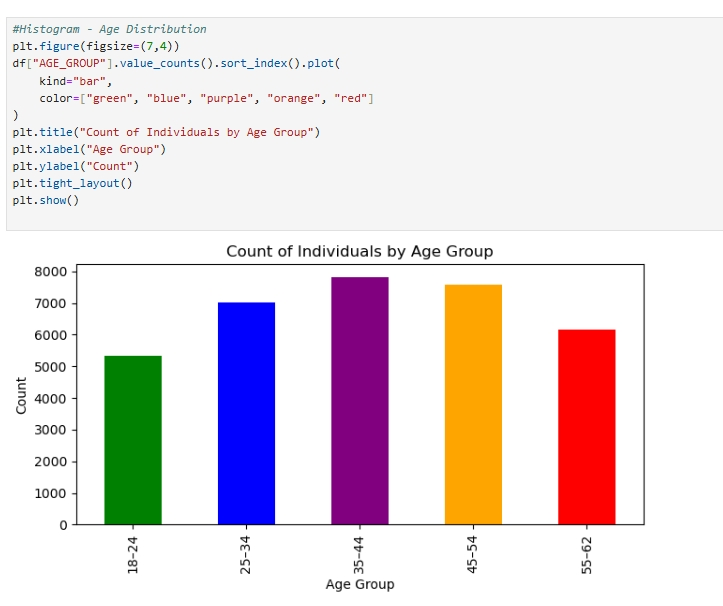 #Histogram - Age Distribution
plt.figure(figsize=(7,4))
df["AGE_GROUP"].value_counts().sort_index().plot(
    kind="bar",
    color=["green", "blue", "purple", "orange", "red"]
)
plt.title("Count of Individuals by Age Group")
plt.xlabel("Age Group")
plt.ylabel("Count")
plt.tight_layout()
plt.show()
Count of Individuals by Age Group
8000
7000
6000
5000
4000
3000
2000
1000
0
Count
18–24
25–34
35–44
45–54
55–62
Age Group